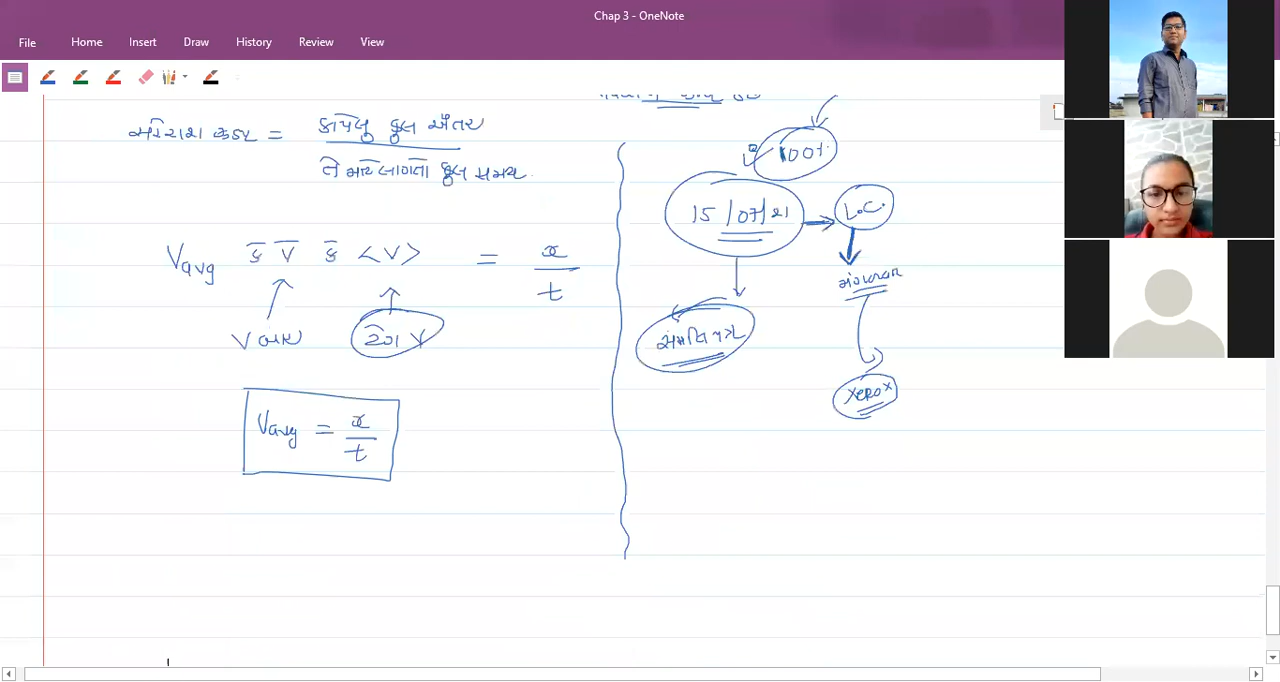 Chap 3 - OneNote
File Home Insert Draw History Review View
સરેરાશ ઝડપ = કાપેલું કુલ અંતર
તે માટે લાગતો કુલ સમય.
Vavg કે V̅ કે <V> = x
t
V બાર
Vavg = x
t
100%
15/07/21
L.C.
સંમતિપત્ર
Xerox